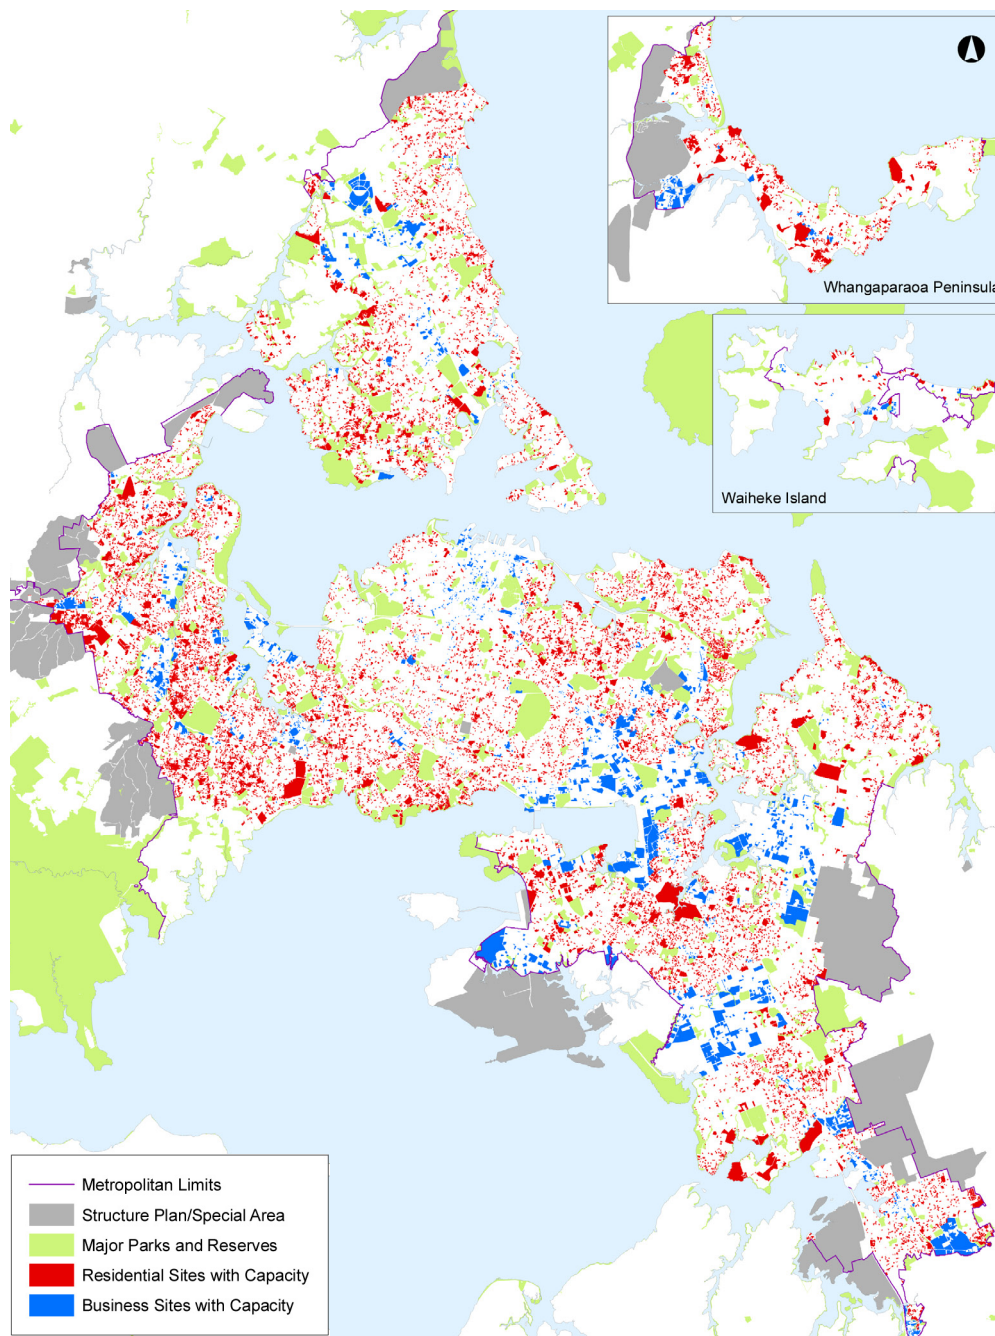 Whangaparaoa Peninsula
Waiheke Island
Metropolitan Limits
Structure Plan/Special Area
Major Parks and Reserves
Residential Sites with Capacity
Business Sites with Capacity